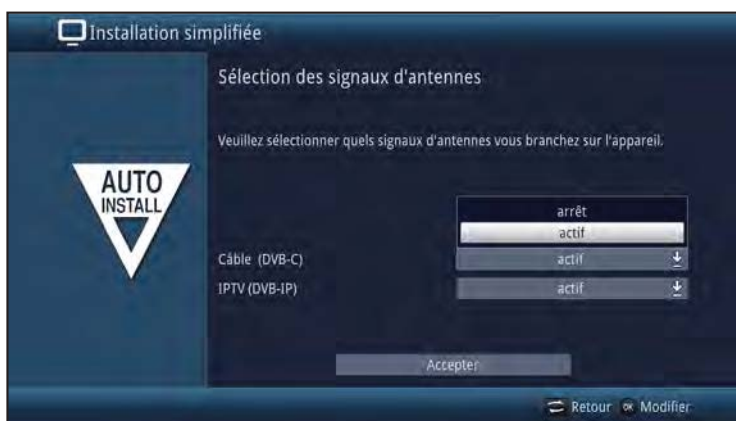 Installation simplifiée
Sélection des signaux d'antennes
Veuillez sélectionner quels signaux d'antennes vous branchez sur l'appareil.
AUTO
INSTALL
arrêt
actif
Câble (DVB-C) actif
IPTV (DVB-IP) actif
Accepter
Retour OK Modifier